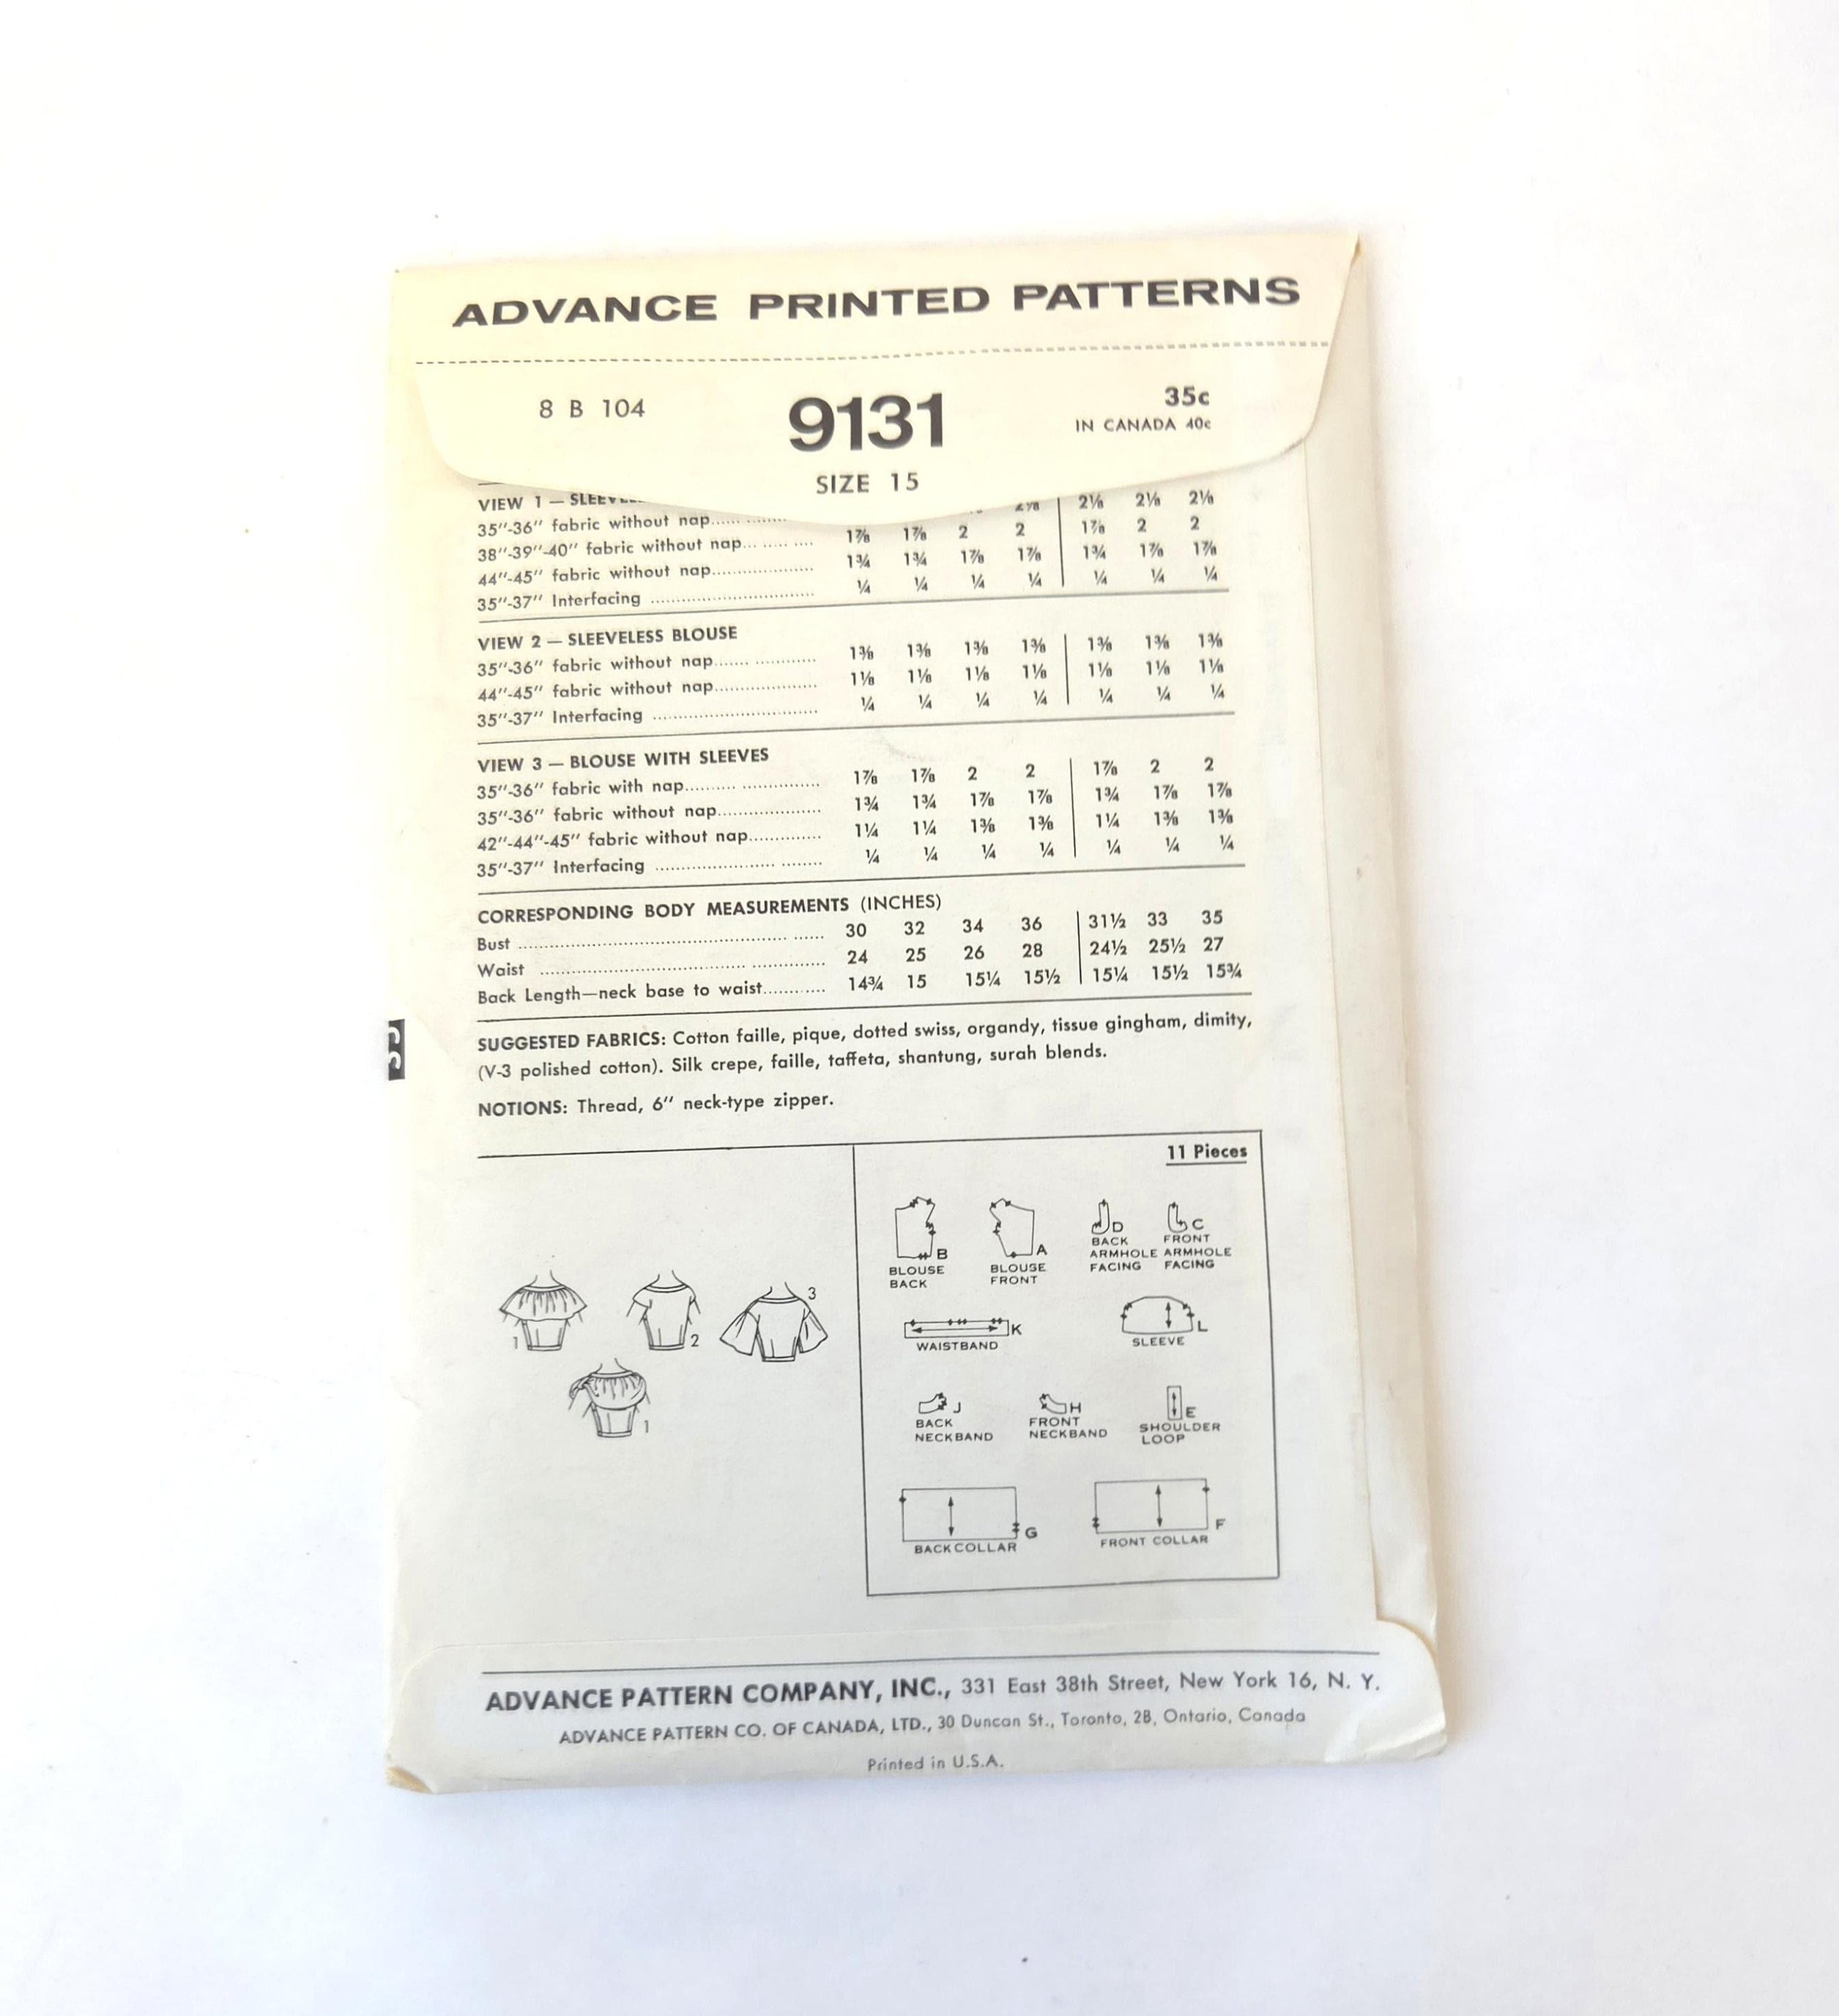 ADVANCE PRINTED PATTERNS
8 B 104
9131
35c
IN CANADA 40c
SIZE 15
VIEW 1 —
35"-36" fabric without nap...... ........ 2⅛ 2⅛ 2⅛
38"-39"-40" fabric without nap... ...... .... 1⅞ 1⅞ 2 2 1⅞ 2 2
44"-45" fabric without nap.................... 1¾ 1¾ 1⅞ 1⅞ 1¾ 1⅞ 1⅞
35"-37" Interfacing ................................ ¼ ¼ ¼ ¼ ¼ ¼ ¼
VIEW 2 — SLEEVELESS BLOUSE
35"-36" fabric without nap....... ............ 1⅜ 1⅜ 1⅜ 1⅜ 1⅜ 1⅜ 1⅜
44"-45" fabric without nap.................... 1⅛ 1⅛ 1⅛ 1⅛ 1⅛ 1⅛ 1⅛
35"-37" Interfacing ................................ ¼ ¼ ¼ ¼ ¼ ¼ ¼
VIEW 3 — BLOUSE WITH SLEEVES
35"-36" fabric with nap.......... ............... 1⅞ 1⅞ 2 2 1⅞ 2 2
35"-36" fabric without nap.................... 1¾ 1¾ 1⅞ 1⅞ 1¾ 1⅞ 1⅞
42"-44"-45" fabric without nap.............. 1¼ 1¼ 1⅜ 1⅜ 1¼ 1⅜ 1⅜
35"-37" Interfacing ....................... ........ ¼ ¼ ¼ ¼ ¼ ¼ ¼
CORRESPONDING BODY MEASUREMENTS (INCHES)
Bust ..................................................... ...... 30 32 34 36 31½ 33 35
Waist ......................................... ............... 24 25 26 28 24½ 25½ 27
Back Length—neck base to waist............ 14¾ 15 15¼ 15½ 15¼ 15½ 15¾
SUGGESTED FABRICS: Cotton faille, pique, dotted swiss, organdy, tissue gingham, dimity,
(V-3 polished cotton). Silk crepe, faille, taffeta, shantung, surah blends.
NOTIONS: Thread, 6" neck-type zipper.
1
2
3
1
11 Pieces
B
BLOUSE
BACK
A
BLOUSE
FRONT
D
BACK
ARMHOLE
FACING
C
FRONT
ARMHOLE
FACING
K
WAISTBAND
L
SLEEVE
J
BACK
NECKBAND
H
FRONT
NECKBAND
E
SHOULDER
LOOP
G
BACK COLLAR
F
FRONT COLLAR
ADVANCE PATTERN COMPANY, INC., 331 East 38th Street, New York 16, N. Y.
ADVANCE PATTERN CO. OF CANADA, LTD., 30 Duncan St., Toronto, 2B, Ontario, Canada
Printed in U.S.A.